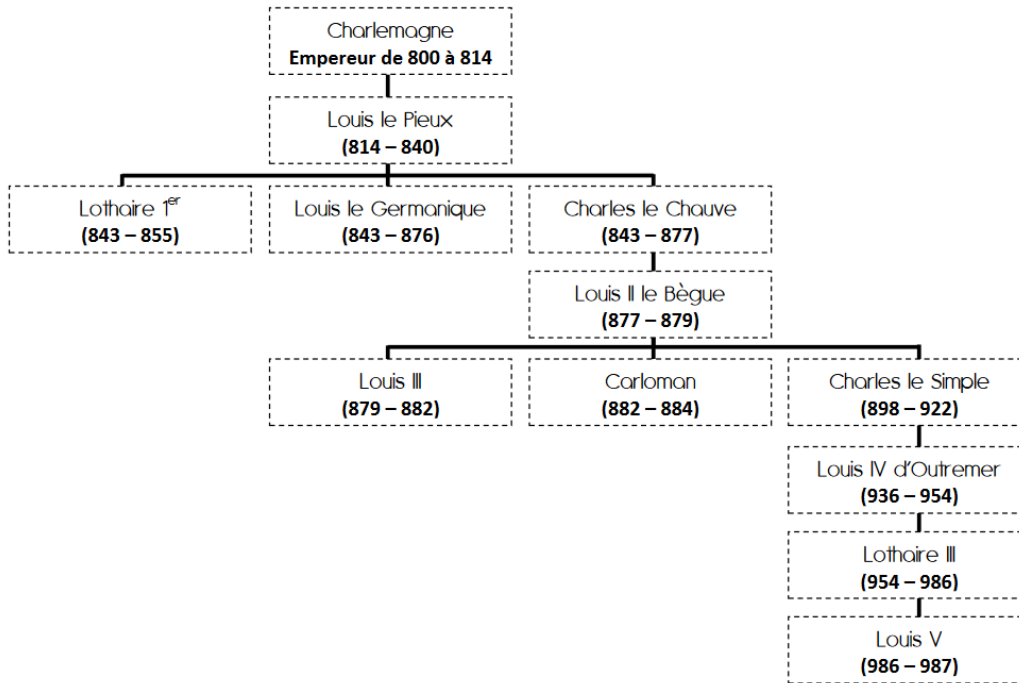 Charlemagne
Empereur de 800 à 814
Louis le Pieux
(814 – 840)
Lothaire 1er
(843 – 855)
Louis le Germanique
(843 – 876)
Charles le Chauve
(843 – 877)
Louis II le Bègue
(877 – 879)
Louis III
(879 – 882)
Carloman
(882 – 884)
Charles le Simple
(898 – 922)
Louis IV d'Outremer
(936 – 954)
Lothaire III
(954 – 986)
Louis V
(986 – 987)